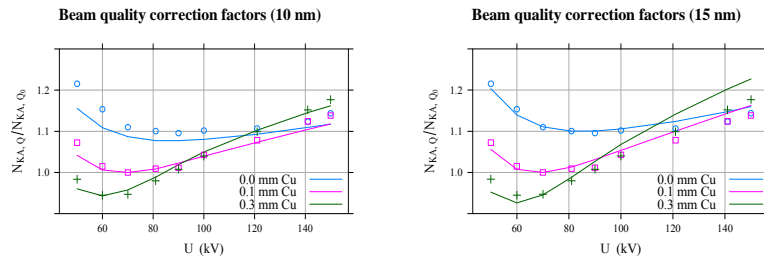 Beam quality correction factors (10 nm)
N_KA, Q/N_KA, Q₀
1.2
1.1
1.0
0.0 mm Cu
0.1 mm Cu
0.3 mm Cu
60 80 100 120 140
U (kV)
Beam quality correction factors (15 nm)
N_KA, Q/N_KA, Q₀
1.2
1.1
1.0
0.0 mm Cu
0.1 mm Cu
0.3 mm Cu
60 80 100 120 140
U (kV)